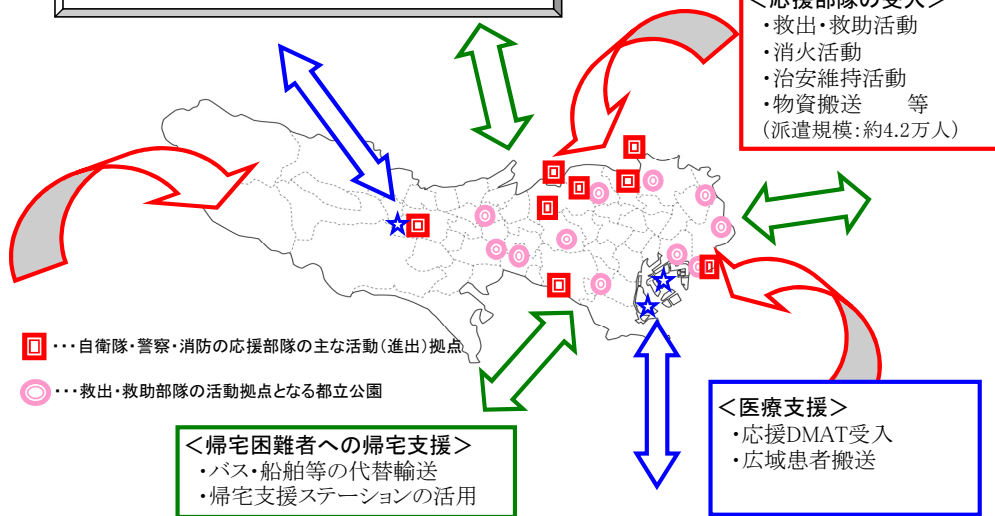 ＜応援部隊の受入＞
・救出・救助活動
・消火活動
・治安維持活動
・物資搬送　　等
（派遣規模：約4.2万人）
・・・自衛隊・警察・消防の応援部隊の主な活動（進出）拠点
・・・救出・救助部隊の活動拠点となる都立公園
＜帰宅困難者への帰宅支援＞
・バス・船舶等の代替輸送
・帰宅支援ステーションの活用
＜医療支援＞
・応援DMAT受入
・広域患者搬送